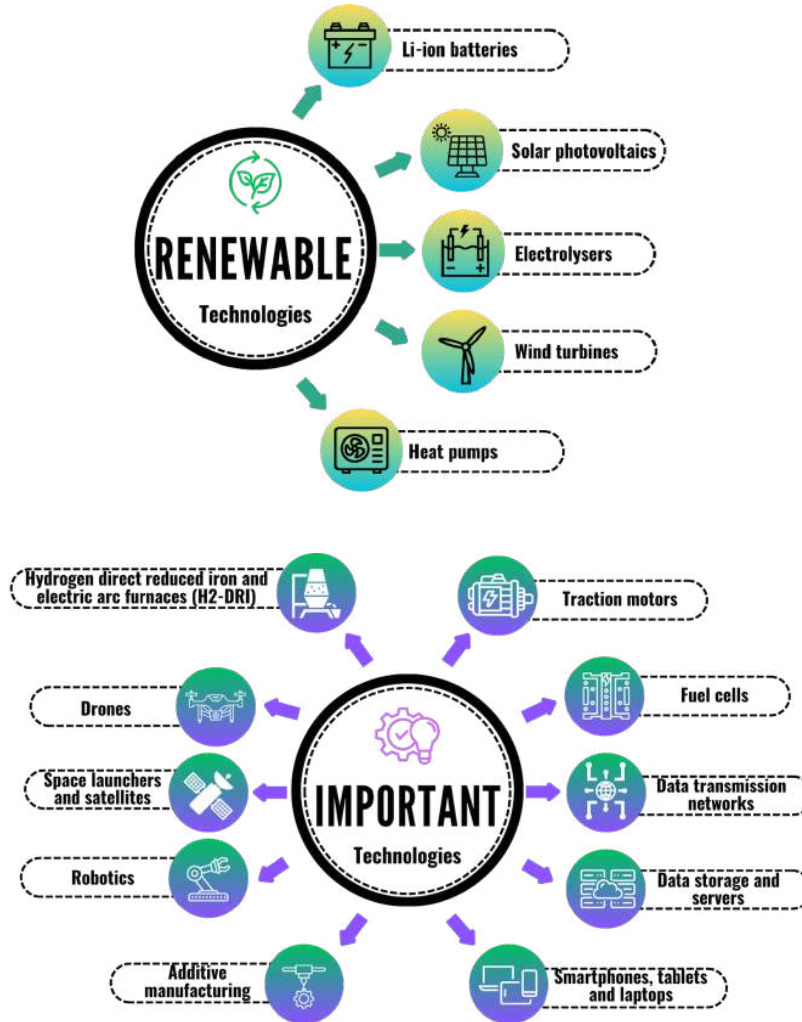 Li-ion batteries
Solar photovoltaics
RENEWABLE
Technologies
Electrolysers
Wind turbines
Heat pumps
Hydrogen direct reduced iron and
electric arc furnaces (H2-DRI)
Traction motors
Drones
Fuel cells
Space launchers
and satellites
IMPORTANT
Technologies
Data transmission
networks
Robotics
Data storage and
servers
Additive
manufacturing
Smartphones, tablets
and laptops